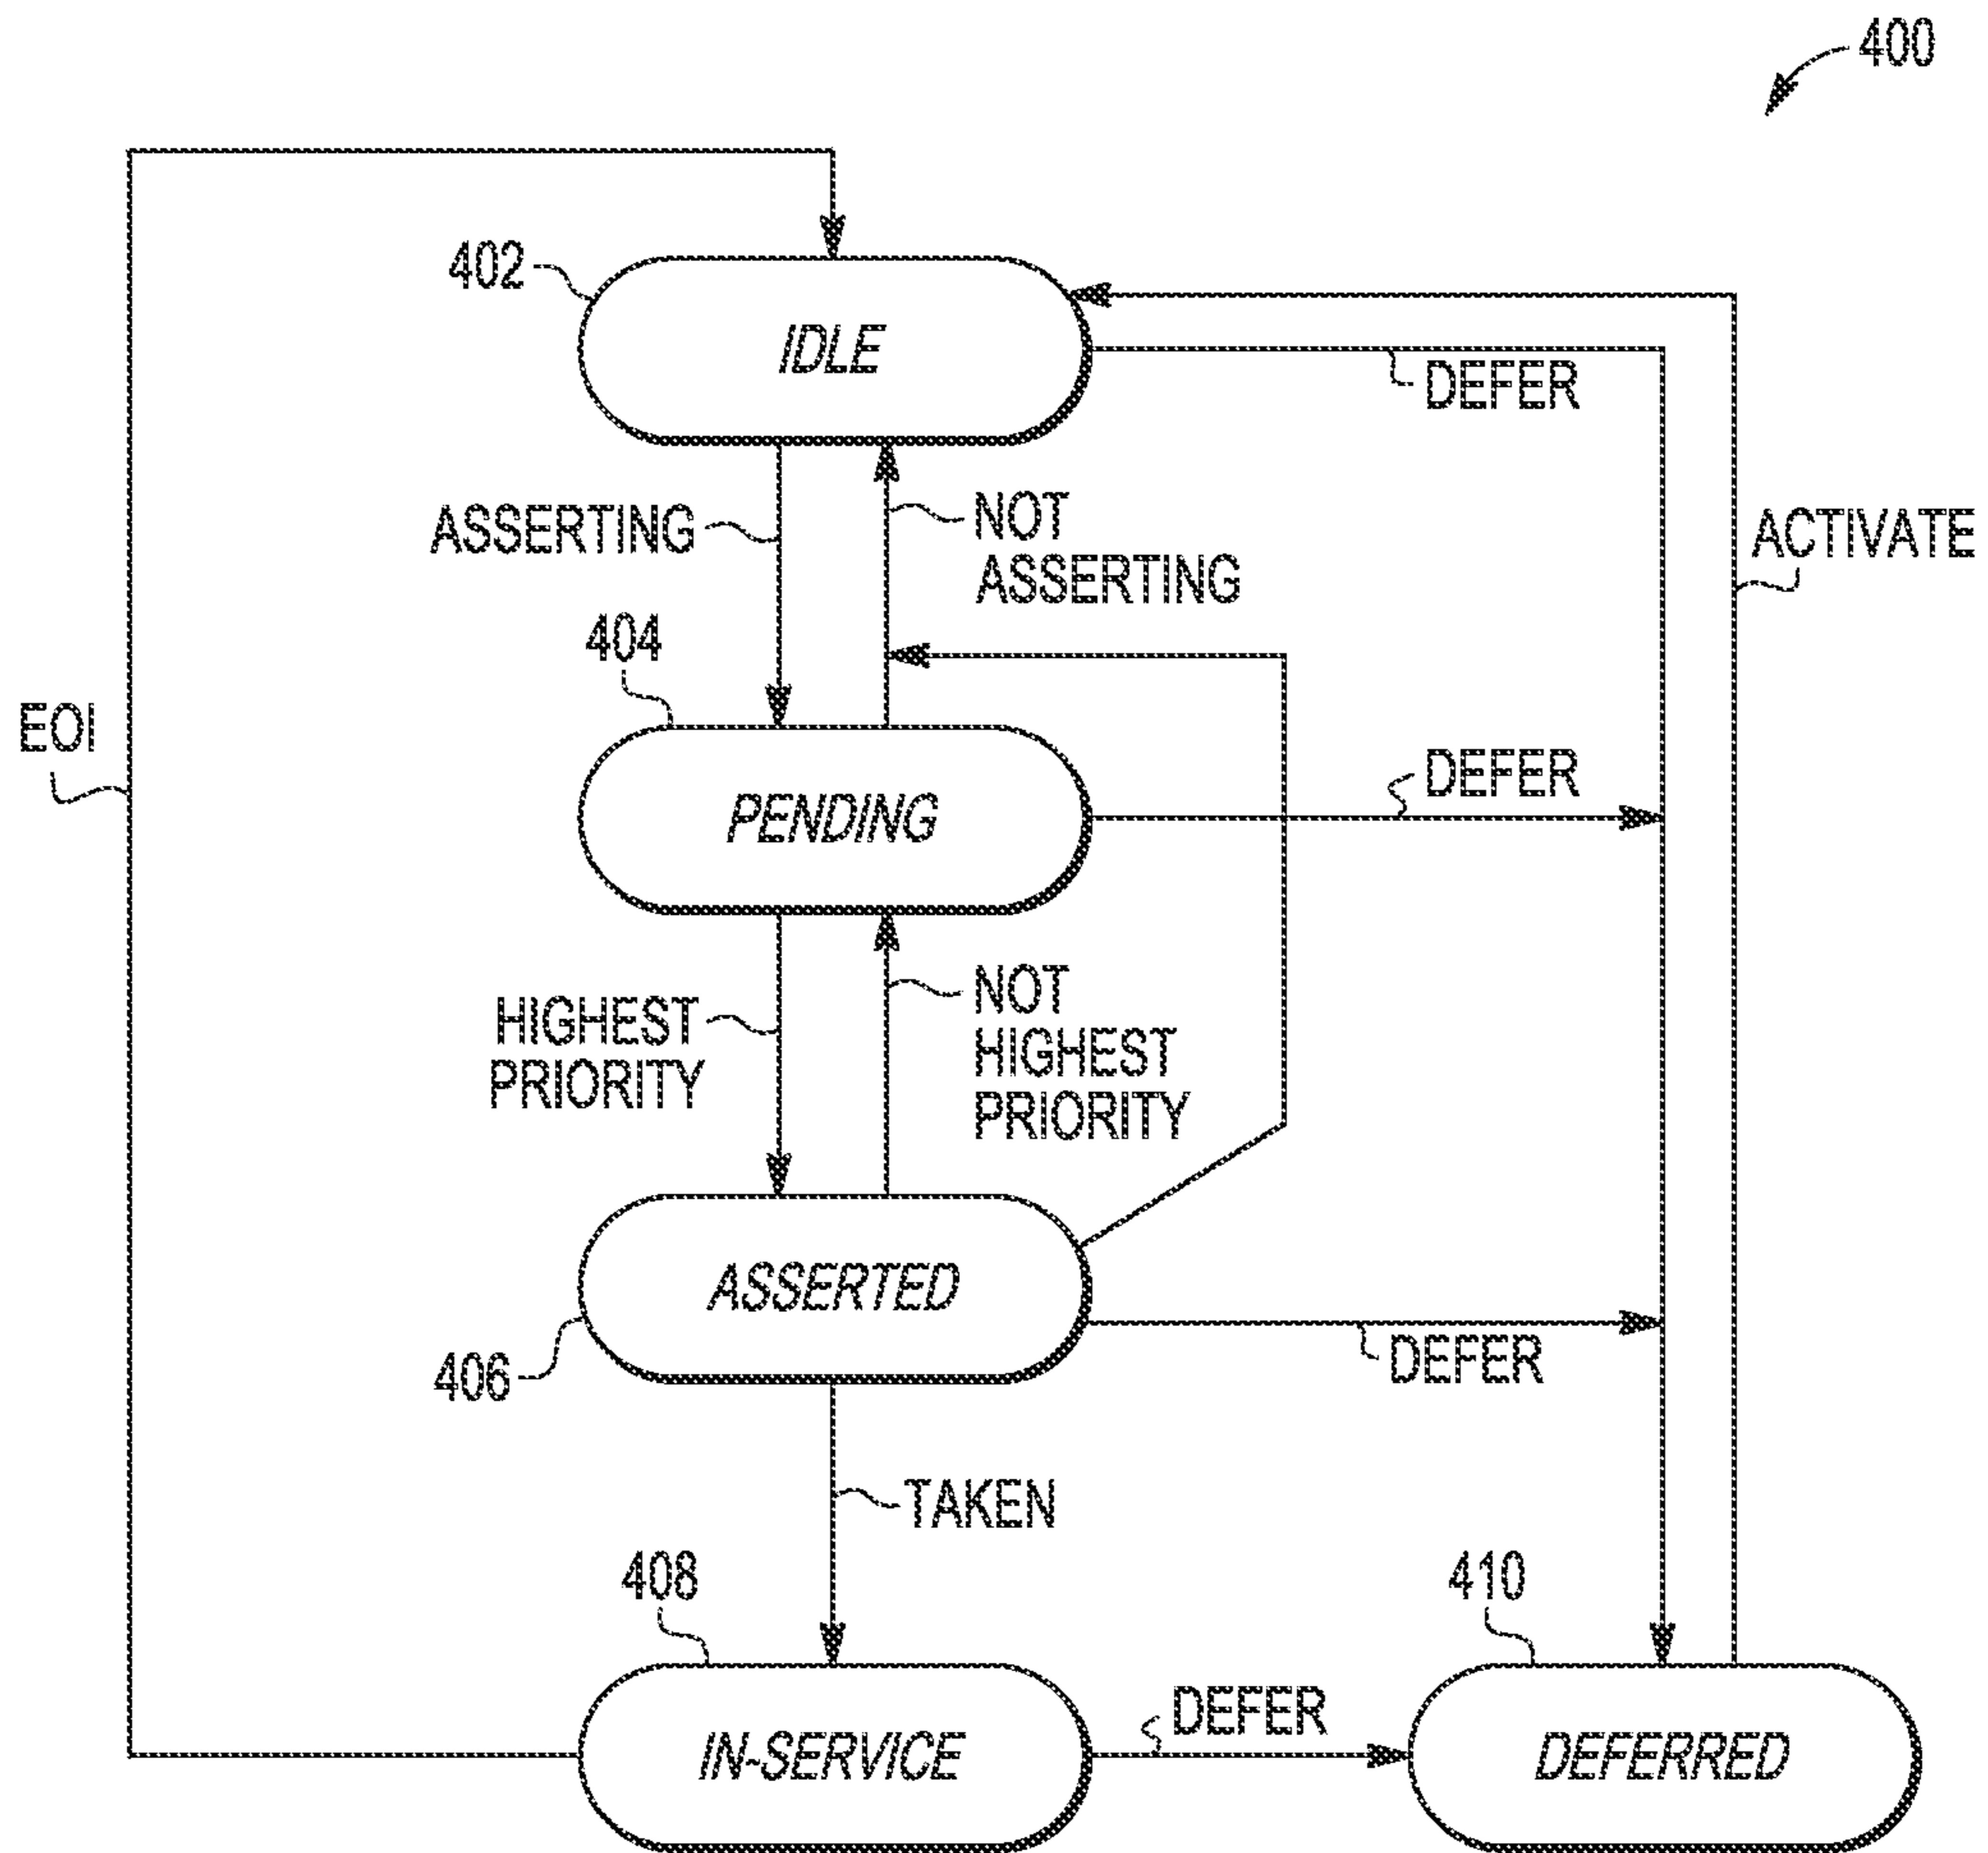 400
402
IDLE
DEFER
ASSERTING
NOT
ASSERTING
ACTIVATE
404
EOI
PENDING
DEFER
HIGHEST
PRIORITY
NOT
HIGHEST
PRIORITY
ASSERTED
406
DEFER
TAKEN
408
410
IN-SERVICE
DEFER
DEFERRED